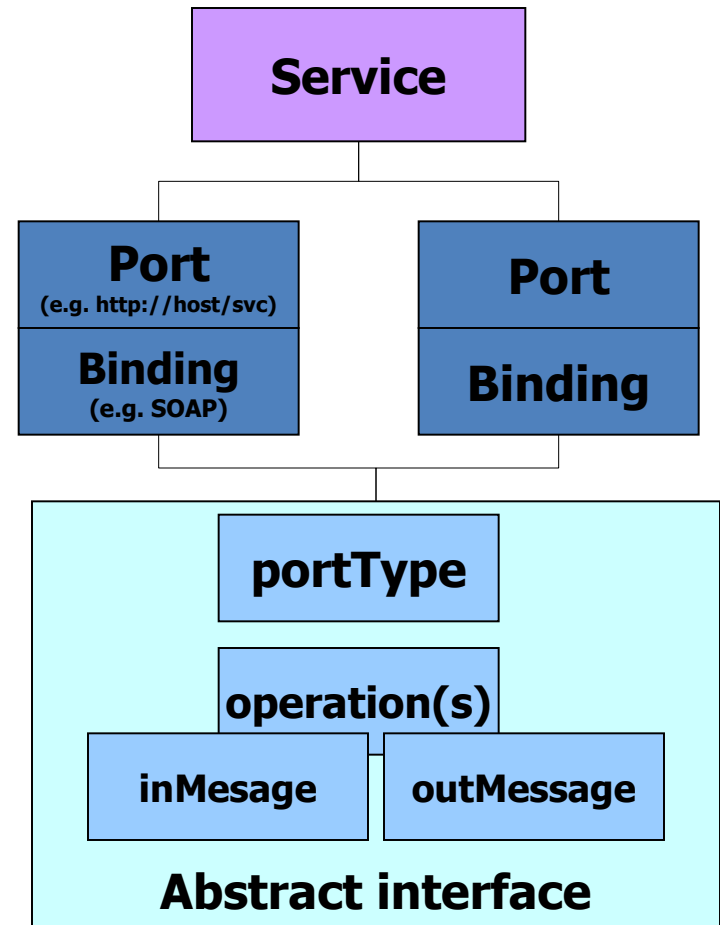 Service
Port
(e.g. http://host/svc)
Binding
(e.g. SOAP)
Port
Binding
portType
operation(s)
inMesage
outMessage
Abstract interface